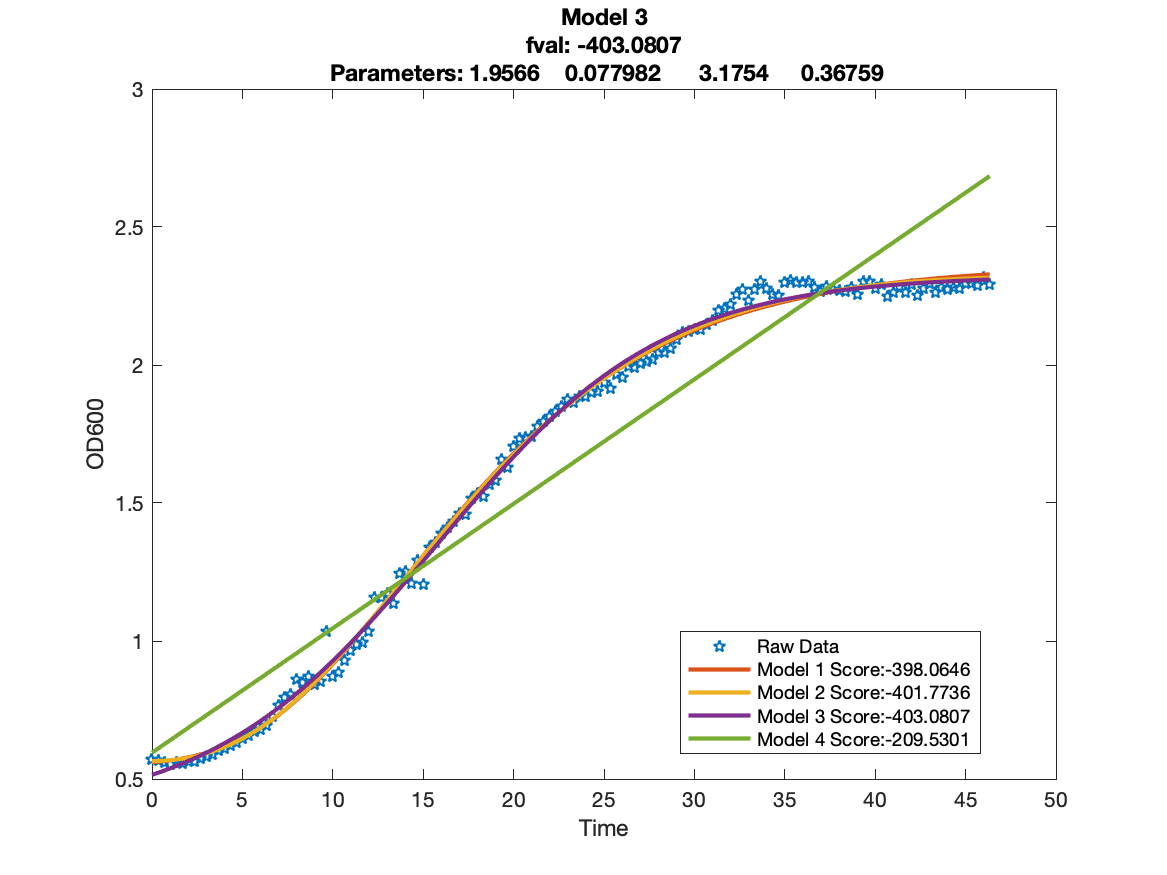 Model 3
fval: -403.0807
Parameters: 1.9566 0.077982 3.1754 0.36759
3
2.5
2
1.5
1
0.5
OD600
0 5 10 15 20 25 30 35 40 45 50
Time
Raw Data
Model 1 Score:-398.0646
Model 2 Score:-401.7736
Model 3 Score:-403.0807
Model 4 Score:-209.5301